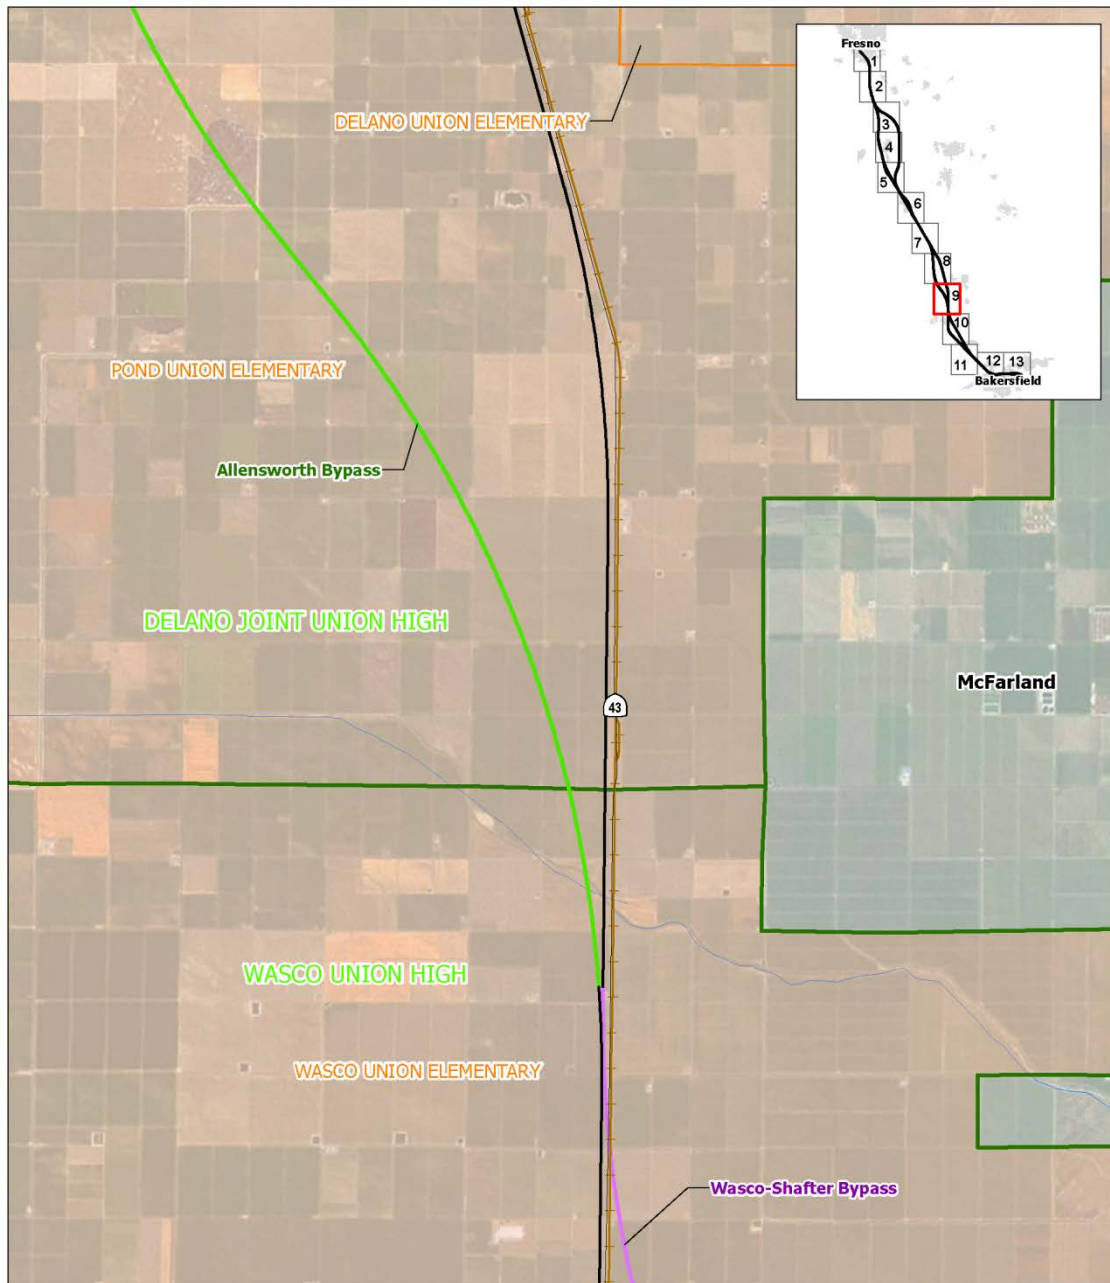 Fresno
1
2
3
4
5
6
7
8
9
10
11
12
13
Bakersfield
DELANO UNION ELEMENTARY
POND UNION ELEMENTARY
Allensworth Bypass
DELANO JOINT UNION HIGH
McFarland
43
WASCO UNION HIGH
WASCO UNION ELEMENTARY
Wasco-Shafter Bypass